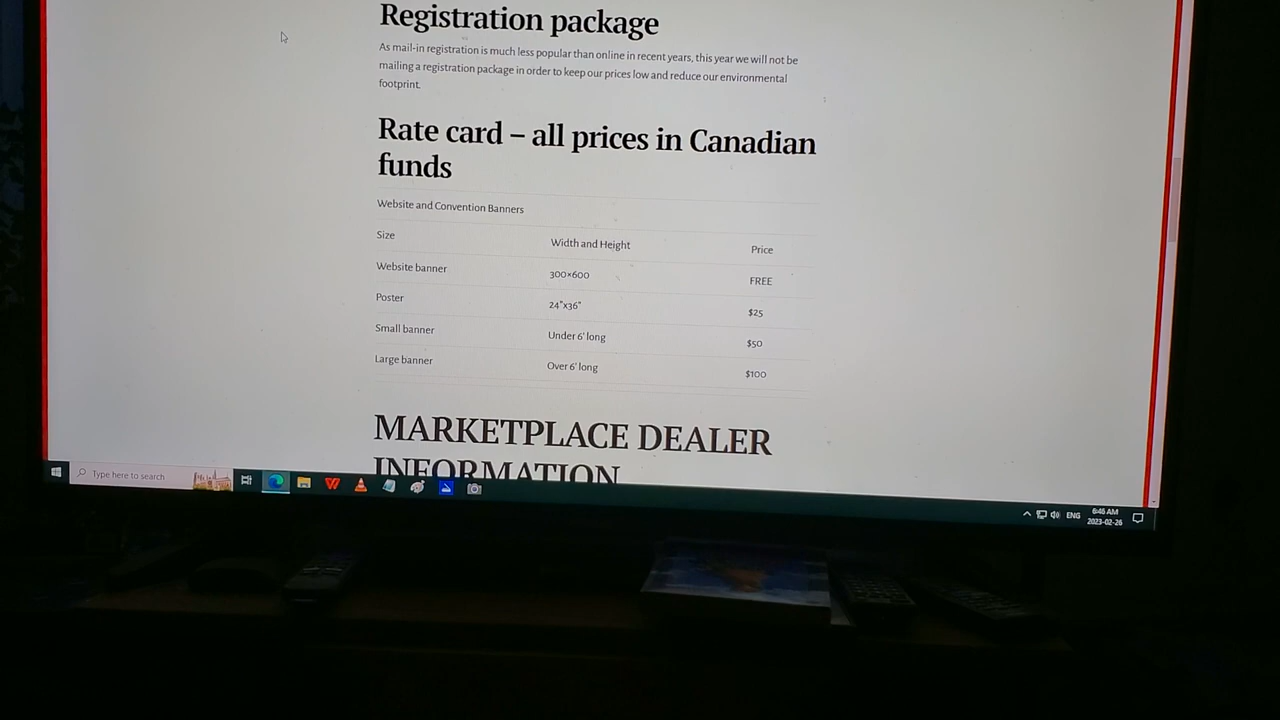 Registration package
As mail-in registration is much less popular than online in recent years, this year we will not be
mailing a registration package in order to keep our prices low and reduce our environmental
footprint.
Rate card – all prices in Canadian
funds
Website and Convention Banners
Size Width and Height Price
Website banner 300×600 FREE
Poster 24"x36" $25
Small banner Under 6' long $50
Large banner Over 6' long $100
MARKETPLACE DEALER
INFORMATION
Type here to search
ENG
6:46 AM
2023-02-26